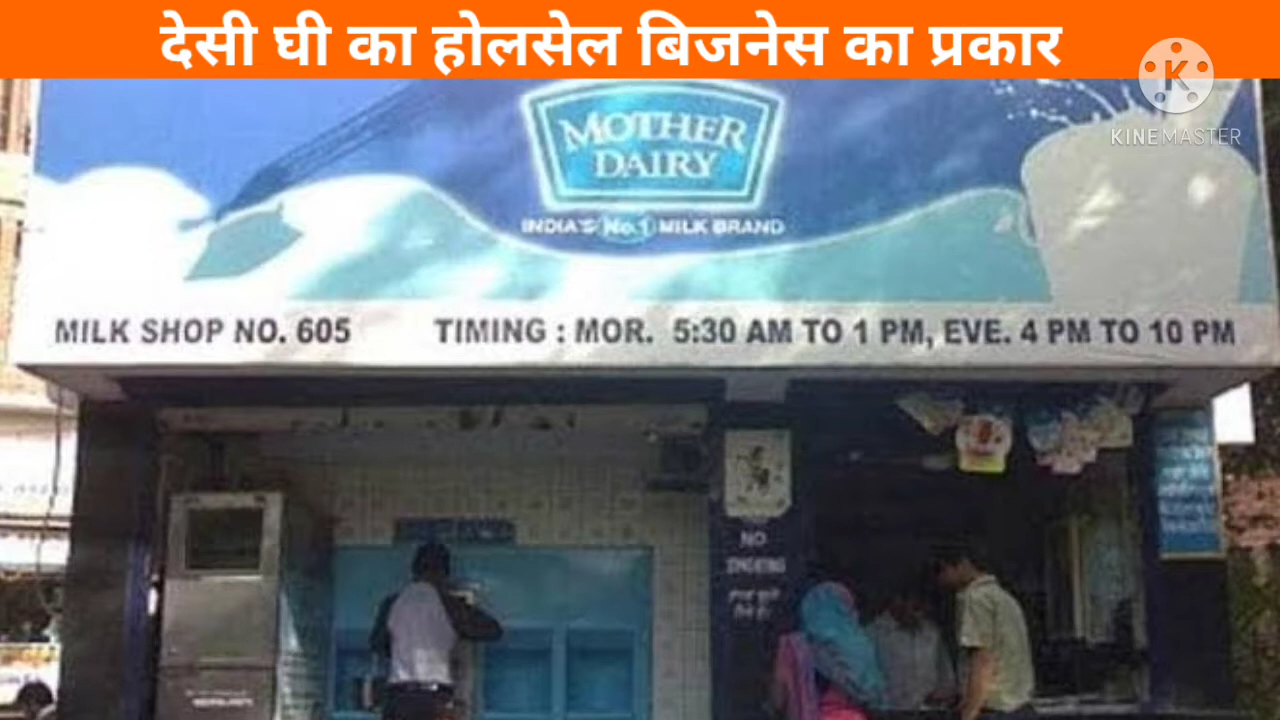 देसी घी का होलसेल बिजनेस का प्रकार
KINEMASTER
MOTHER
DAIRY
INDIA'S No.1 MILK BRAND
MILK SHOP NO. 605 TIMING : MOR. 5:30 AM TO 1 PM, EVE. 4 PM TO 10 PM
NO
SMOKING